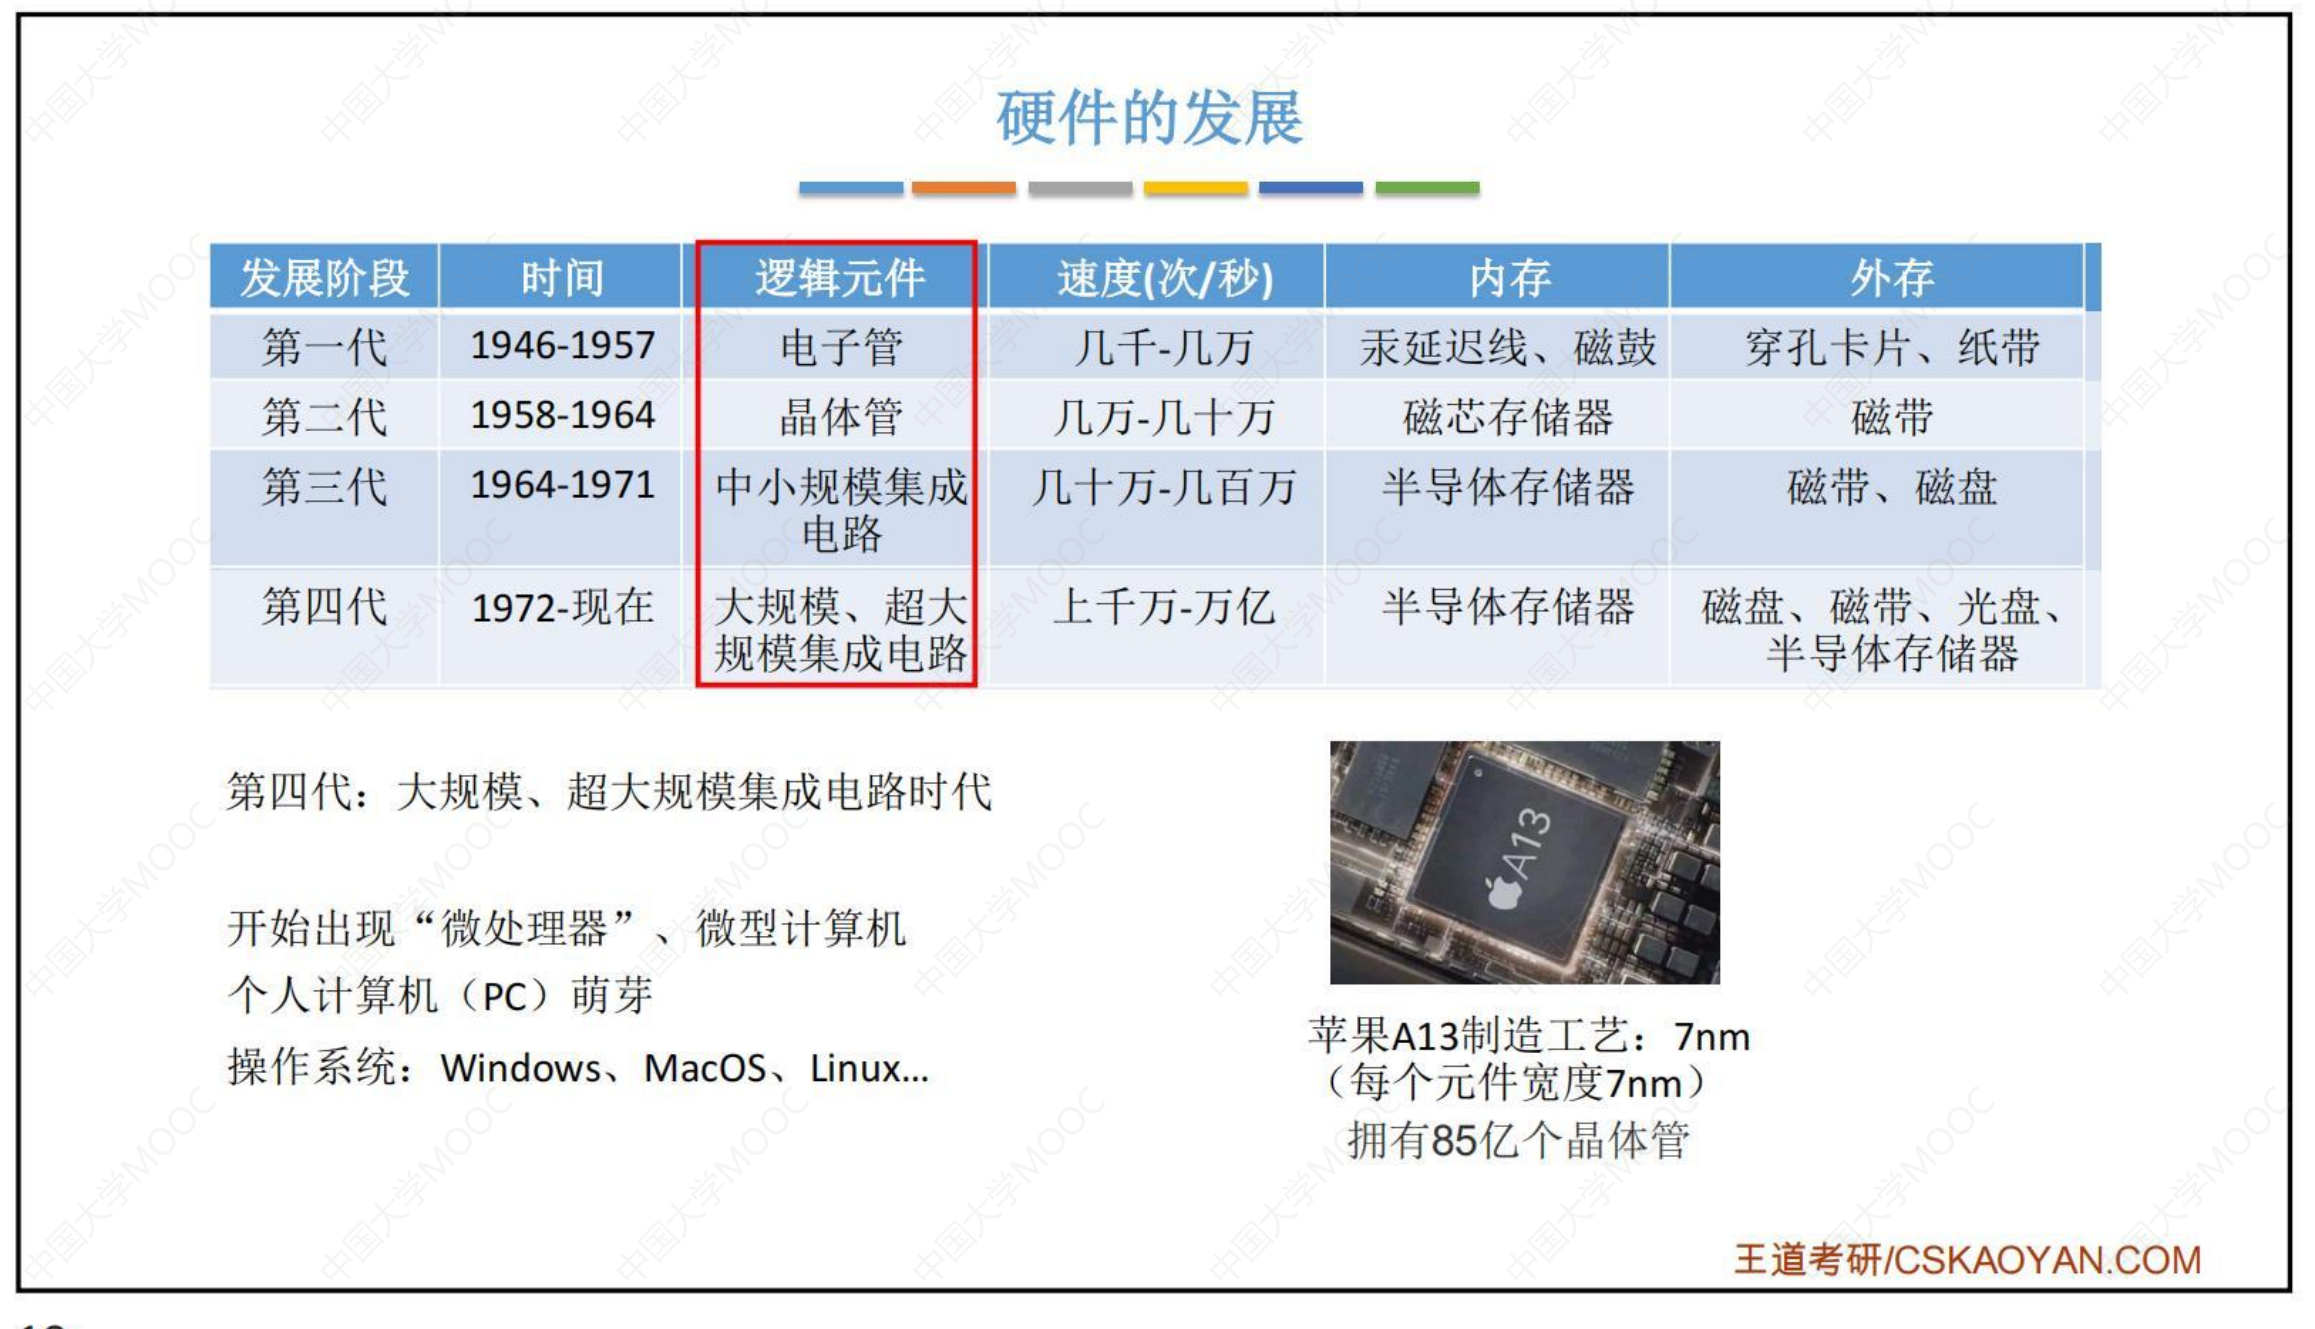 硬件的发展
发展阶段 时间 逻辑元件 速度(次/秒) 内存 外存
第一代 1946-1957 电子管 几千-几万 汞延迟线、磁鼓 穿孔卡片、纸带
第二代 1958-1964 晶体管 几万-几十万 磁芯存储器 磁带
第三代 1964-1971 中小规模集成 几十万-几百万 半导体存储器 磁带、磁盘
电路
第四代 1972-现在 大规模、超大 上千万-万亿 半导体存储器 磁盘、磁带、光盘、
规模集成电路 半导体存储器
第四代：大规模、超大规模集成电路时代
开始出现“微处理器”、微型计算机
个人计算机（PC）萌芽
操作系统：Windows、MacOS、Linux…
A13
苹果A13制造工艺：7nm
（每个元件宽度7nm）
拥有85亿个晶体管
王道考研/CSKAOYAN.COM
中国大学MOOC